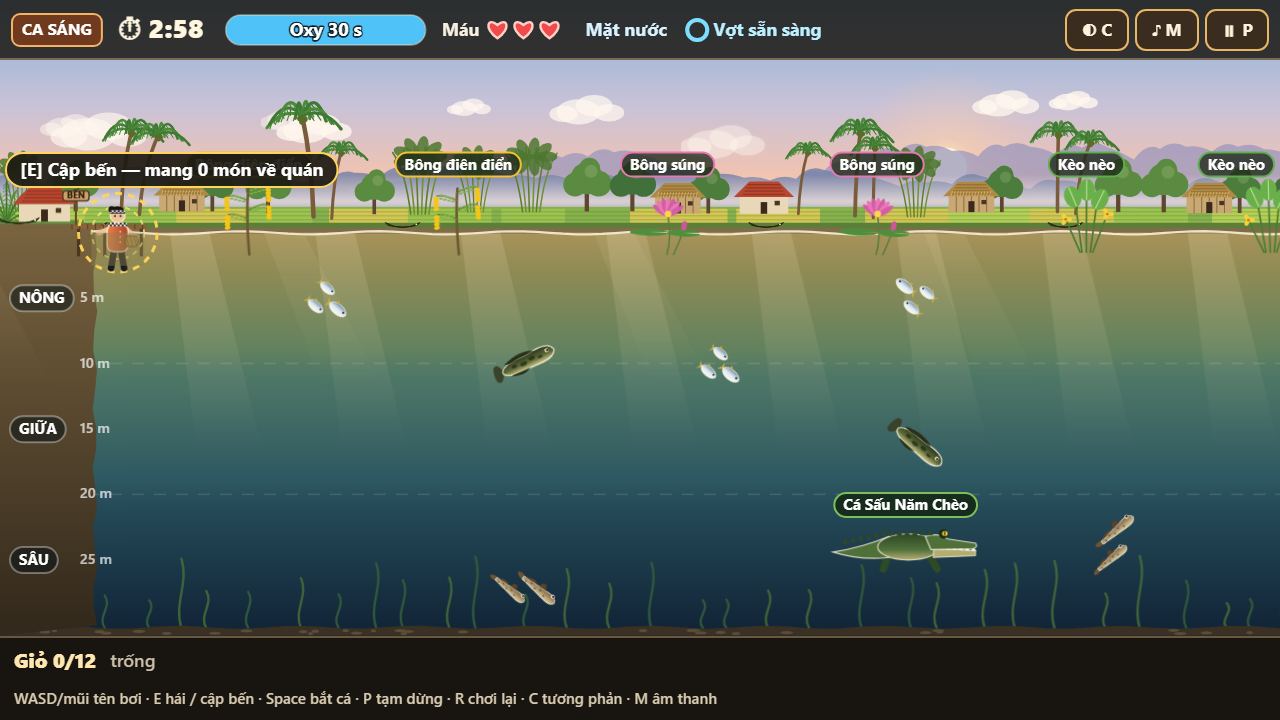 CA SÁNG
2:58
Oxy 30 s
Máu
Mặt nước
Vợt sẵn sàng
C
♪ M
P
[E] Cập bến — mang 0 món về quán
Bông điên điển
Bông súng
Bông súng
Kèo nèo
Kèo nèo
BẾN
NÔNG
5 m
10 m
GIỮA
15 m
20 m
Cá Sấu Năm Chèo
SÂU
25 m
Giỏ 0/12 trống
WASD/mũi tên bơi · E hái / cập bến · Space bắt cá · P tạm dừng · R chơi lại · C tương phản · M âm thanh